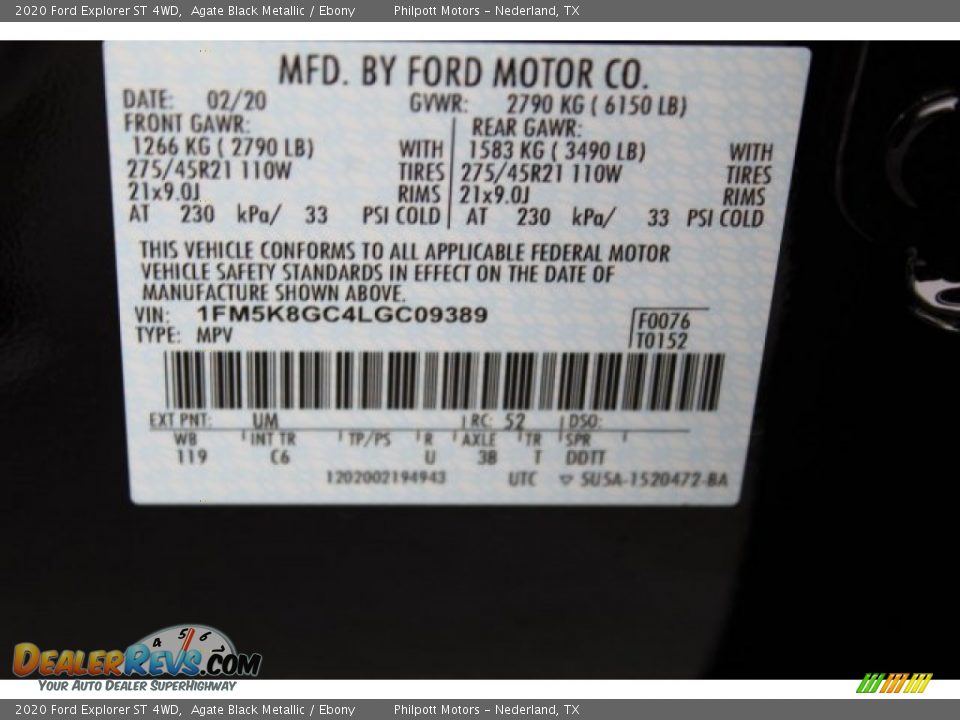 2020 Ford Explorer ST 4WD,  Agate Black Metallic / Ebony          Philpott Motors – Nederland, TX
MFD. BY FORD MOTOR CO.
DATE: 02/20 GVWR: 2790 KG ( 6150 LB)
FRONT GAWR: REAR GAWR:
1266 KG ( 2790 LB) WITH 1583 KG ( 3490 LB) WITH
275/45R21 110W TIRES 275/45R21 110W TIRES
21x9.0J RIMS 21x9.0J RIMS
AT 230 kPa/ 33 PSI COLD AT 230 kPa/ 33 PSI COLD
THIS VEHICLE CONFORMS TO ALL APPLICABLE FEDERAL MOTOR
VEHICLE SAFETY STANDARDS IN EFFECT ON THE DATE OF
MANUFACTURE SHOWN ABOVE.
VIN: 1FM5K8GC4LGC09389 F0076
TYPE: MPV T0152
EXT PNT: UM RC: 52 DSO:
WB INT TR TP/PS R AXLE TR SPR
119 C6 U 3B T DDTT
1202002194943 UTC ▽ 5U5A-1520472-BA
4 5 6
DEALERREVS.COM
YOUR AUTO DEALER SUPERHIGHWAY
2020 Ford Explorer ST 4WD,  Agate Black Metallic / Ebony          Philpott Motors – Nederland, TX